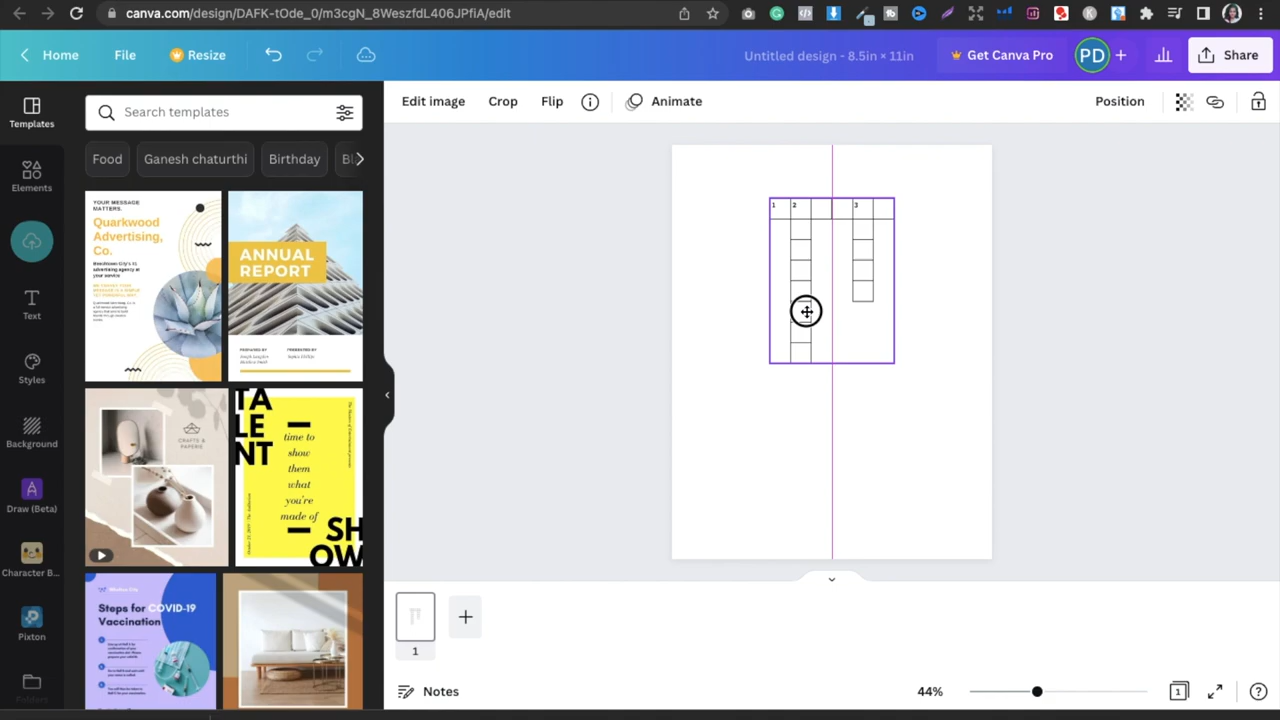 canva.com/design/DAFK-tOde_0/m3cgN_8WeszfdL406JPfiA/edit
Home
File
Resize
Untitled design - 8.5in × 11in
Get Canva Pro
PD
Share
Templates
Search templates
Edit image
Crop
Flip
Animate
Position
Food
Ganesh chaturthi
Birthday
Elements
YOUR MESSAGE
MATTERS.
Quarkwood
Advertising,
Co.
ANNUAL
REPORT
1
2
3
Text
Styles
TA
LE
NT
time to
show
them
what
you're
made of
SH
OW
CRAFTS &
PAPERIE
Background
Draw (Beta)
Character B...
Pixton
Steps for COVID-19
Vaccination
1
Notes
44%
1